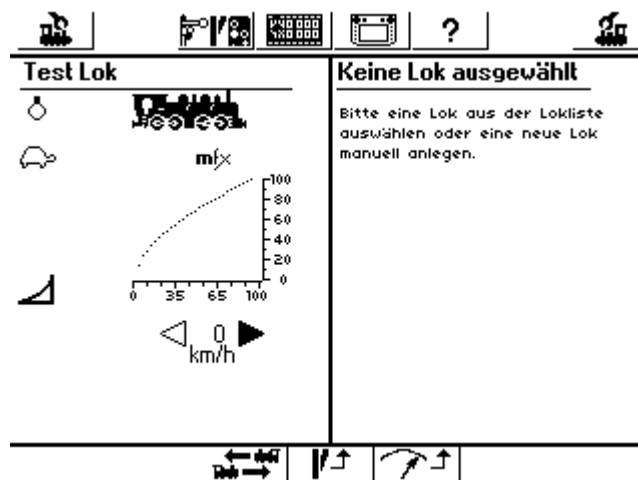 ?
Test Lok
mfx
100
80
60
40
20
0
0 35 65 100
0
km/h
Keine Lok ausgewählt
Bitte eine Lok aus der Lokliste
auswählen oder eine neue Lok
manuell anlegen.